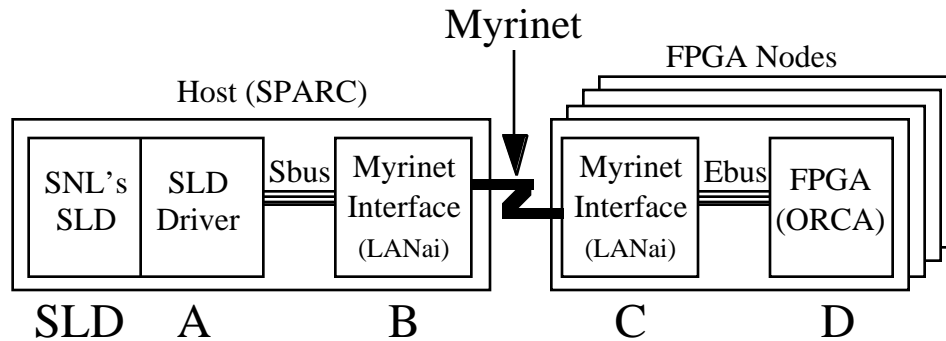 Myrinet
FPGA Nodes
Host (SPARC)
SNL's
SLD
SLD
Driver
Sbus
Myrinet
Interface
(LANai)
Myrinet
Interface
(LANai)
Ebus
FPGA
(ORCA)
SLD
A
B
C
D